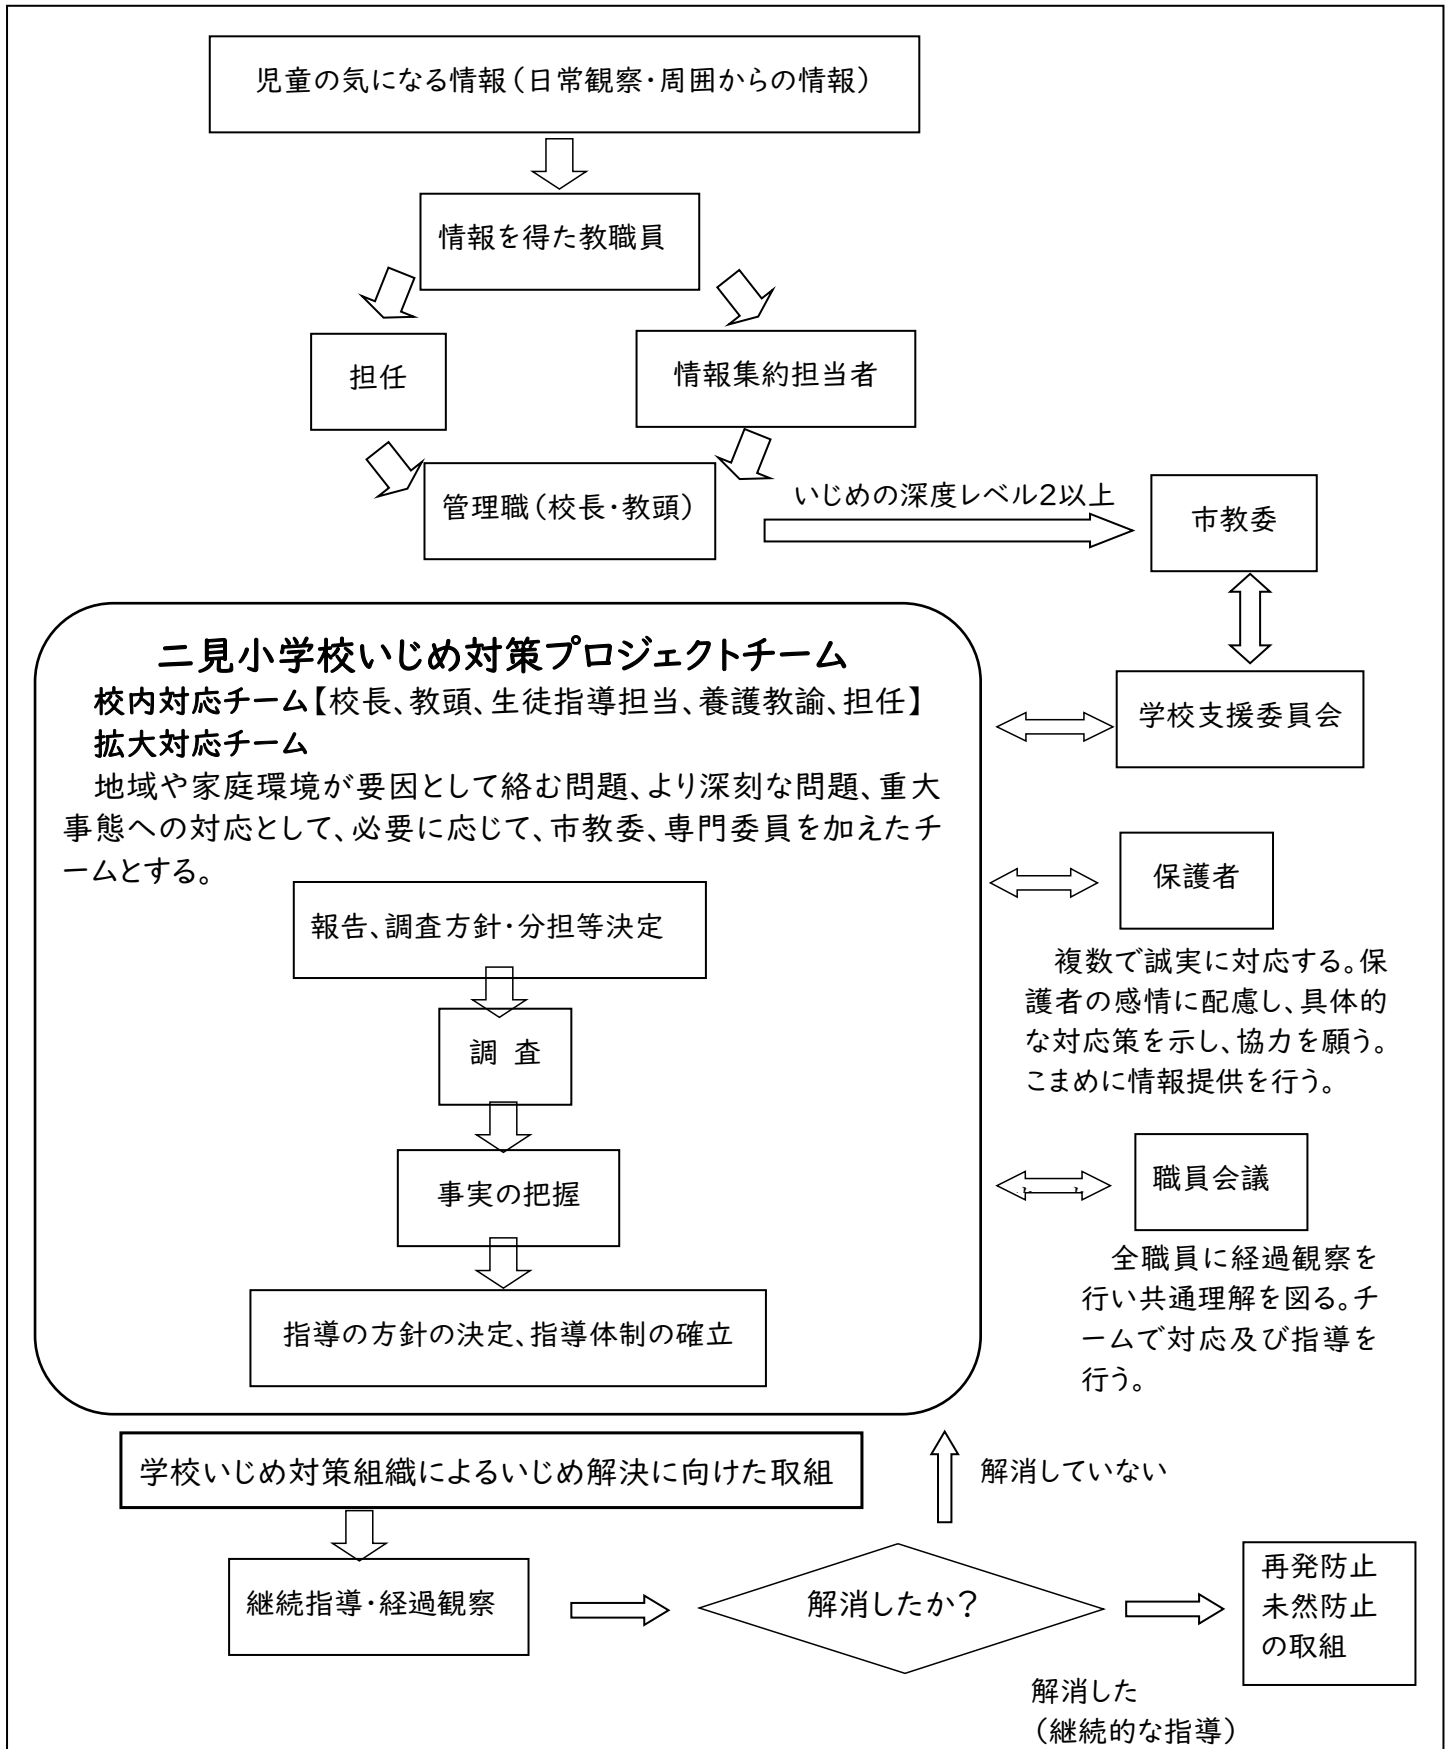 児童の気になる情報（日常観察・周囲からの情報）
情報を得た教職員
担任
情報集約担当者
管理職（校長・教頭）
いじめの深度レベル２以上
市教委
二見小学校いじめ対策プロジェクトチーム
校内対応チーム【校長、教頭、生徒指導担当、養護教諭、担任】
拡大対応チーム
地域や家庭環境が要因として絡む問題、より深刻な問題、重大
事態への対応として、必要に応じて、市教委、専門委員を加えたチ
ームとする。
学校支援委員会
保護者
複数で誠実に対応する。保
護者の感情に配慮し、具体的
な対応策を示し、協力を願う。
こまめに情報提供を行う。
報告、調査方針・分担等決定
調 査
事実の把握
指導の方針の決定、指導体制の確立
職員会議
全職員に経過観察を
行い共通理解を図る。チ
ームで対応及び指導を
行う。
学校いじめ対策組織によるいじめ解決に向けた取組
解消していない
継続指導・経過観察
解消したか？
再発防止
未然防止
の取組
解消した
（継続的な指導）